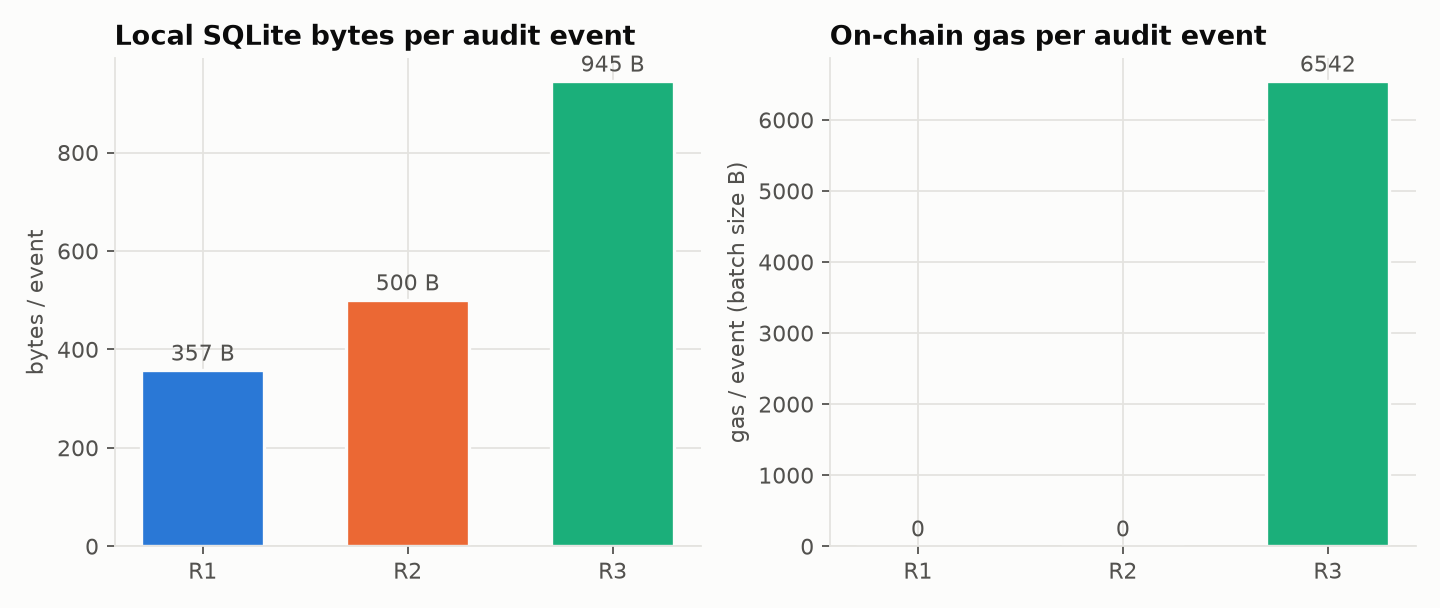 Local SQLite bytes per audit event
945 B
800
600
500 B
400
357 B
200
0
bytes / event
R1
R2
R3
On-chain gas per audit event
6542
6000
5000
4000
3000
2000
1000
0
0
0
gas / event (batch size B)
R1
R2
R3